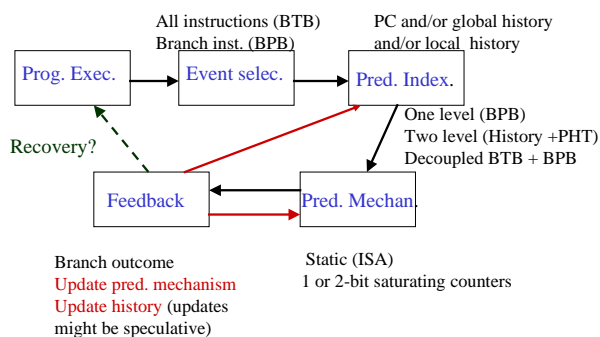 All instructions (BTB)
Branch inst. (BPB)
PC and/or global history
and/or local history
Prog. Exec.
Event selec.
Pred. Index.
One level (BPB)
Two level (History +PHT)
Decoupled BTB + BPB
Recovery?
Feedback
Pred. Mechan.
Branch outcome
Update pred. mechanism
Update history (updates
might be speculative)
Static (ISA)
1 or 2-bit saturating counters